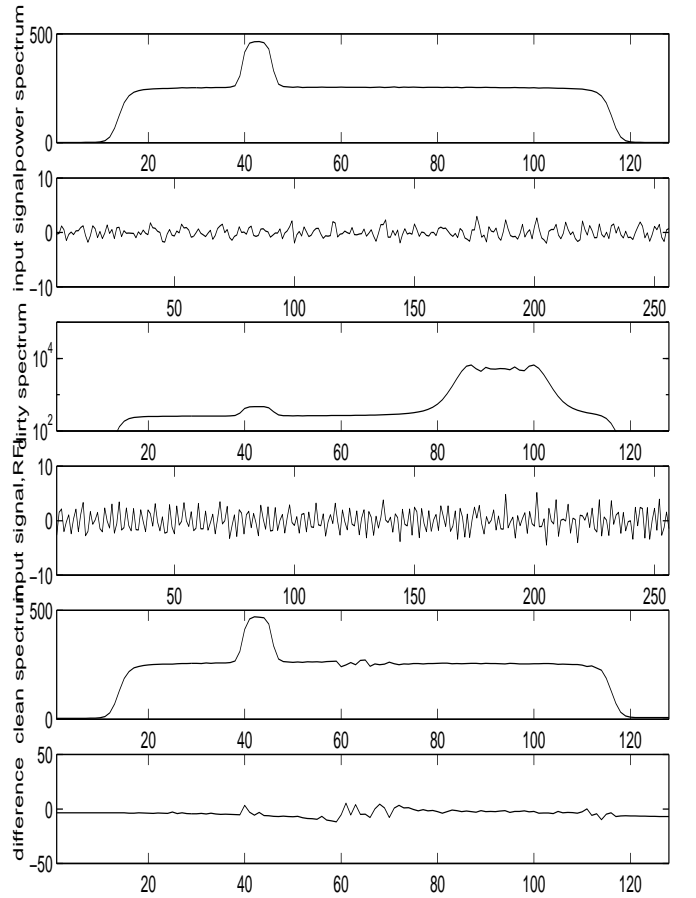 power spectrum
500
0
20 40 60 80 100 120
input signal
10
0
−10
50 100 150 200 250
dirty spectrum
10^4
10^2
20 40 60 80 100 120
input signal,RFI
10
0
−10
50 100 150 200 250
clean spectrum
500
0
20 40 60 80 100 120
difference
50
0
−50
20 40 60 80 100 120